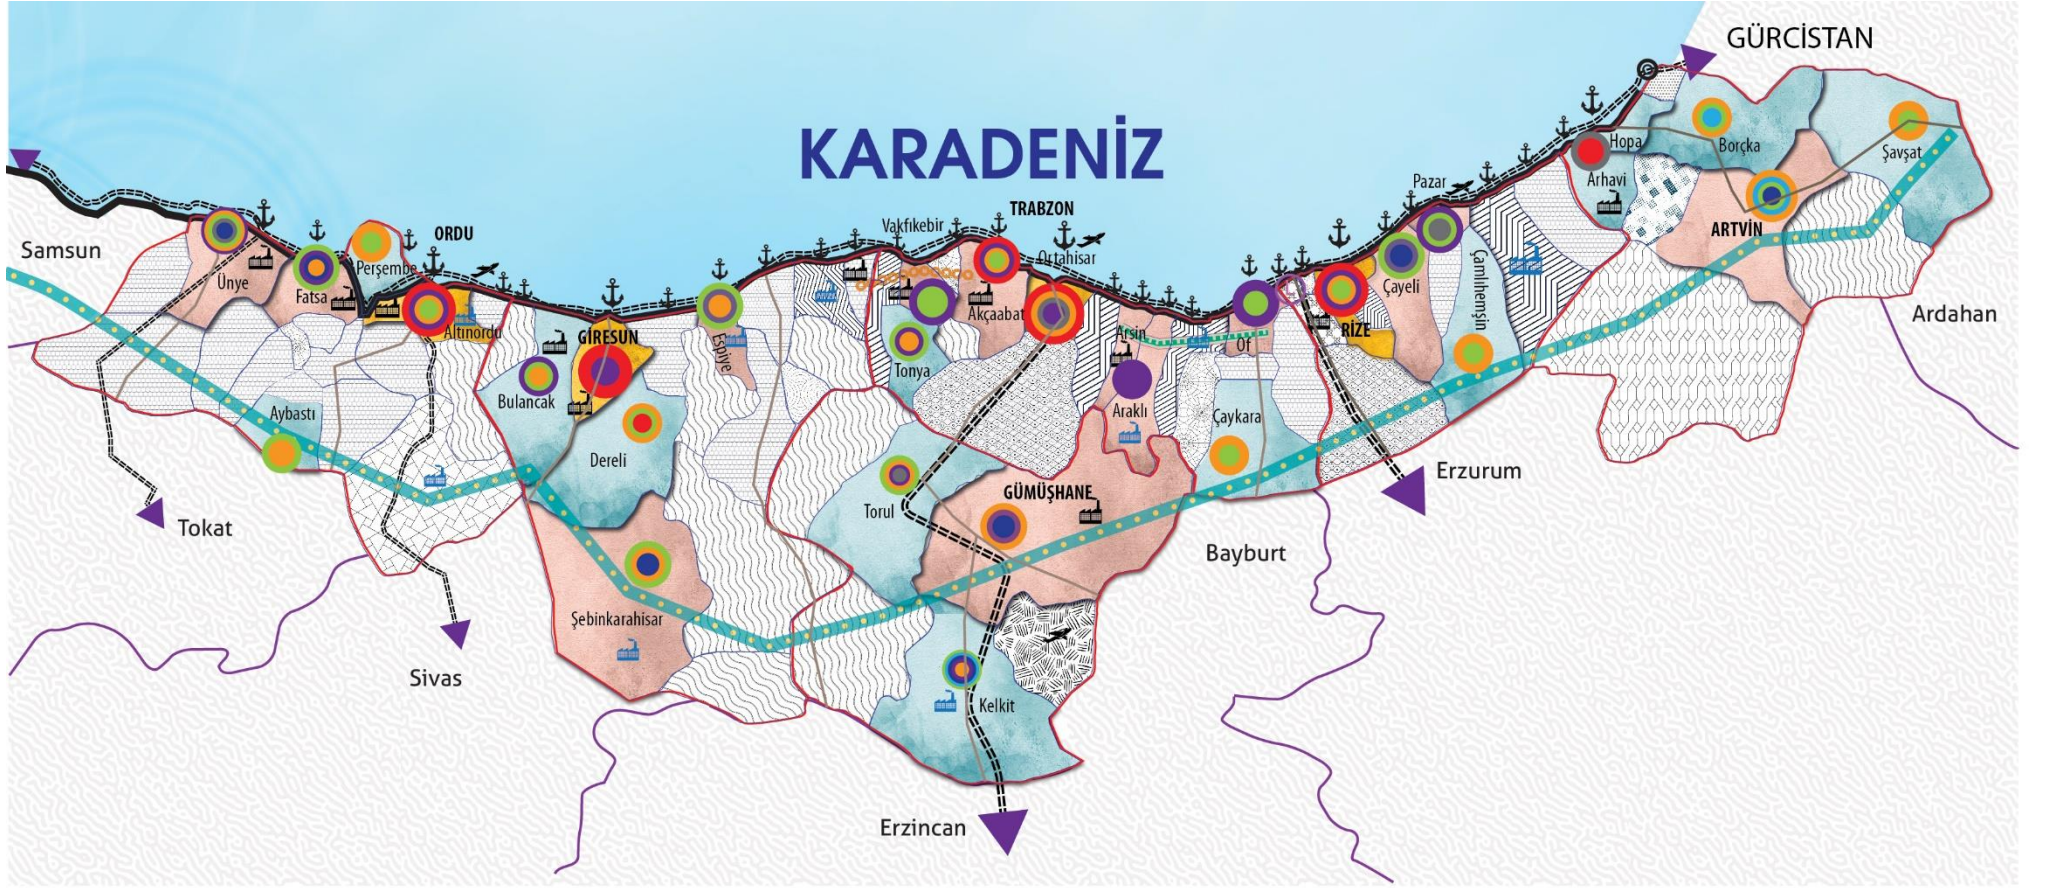 GÜRCİSTAN
KARADENİZ
Hopa
Borçka
Şavşat
Arhavi
Pazar
TRABZON
Vakfıkebir
ORDU
ARTVİN
Samsun
Ortahisar
Perşembe
Çamlıhemşin
Ünye
Fatsa
Çayeli
Akçaabat
Ardahan
Altınordu
RİZE
GİRESUN
Arsin
Of
Espiye
Tonya
Bulancak
Araklı
Aybastı
Çaykara
Dereli
Erzurum
GÜMÜŞHANE
Torul
Tokat
Bayburt
Şebinkarahisar
Sivas
Kelkit
Erzincan